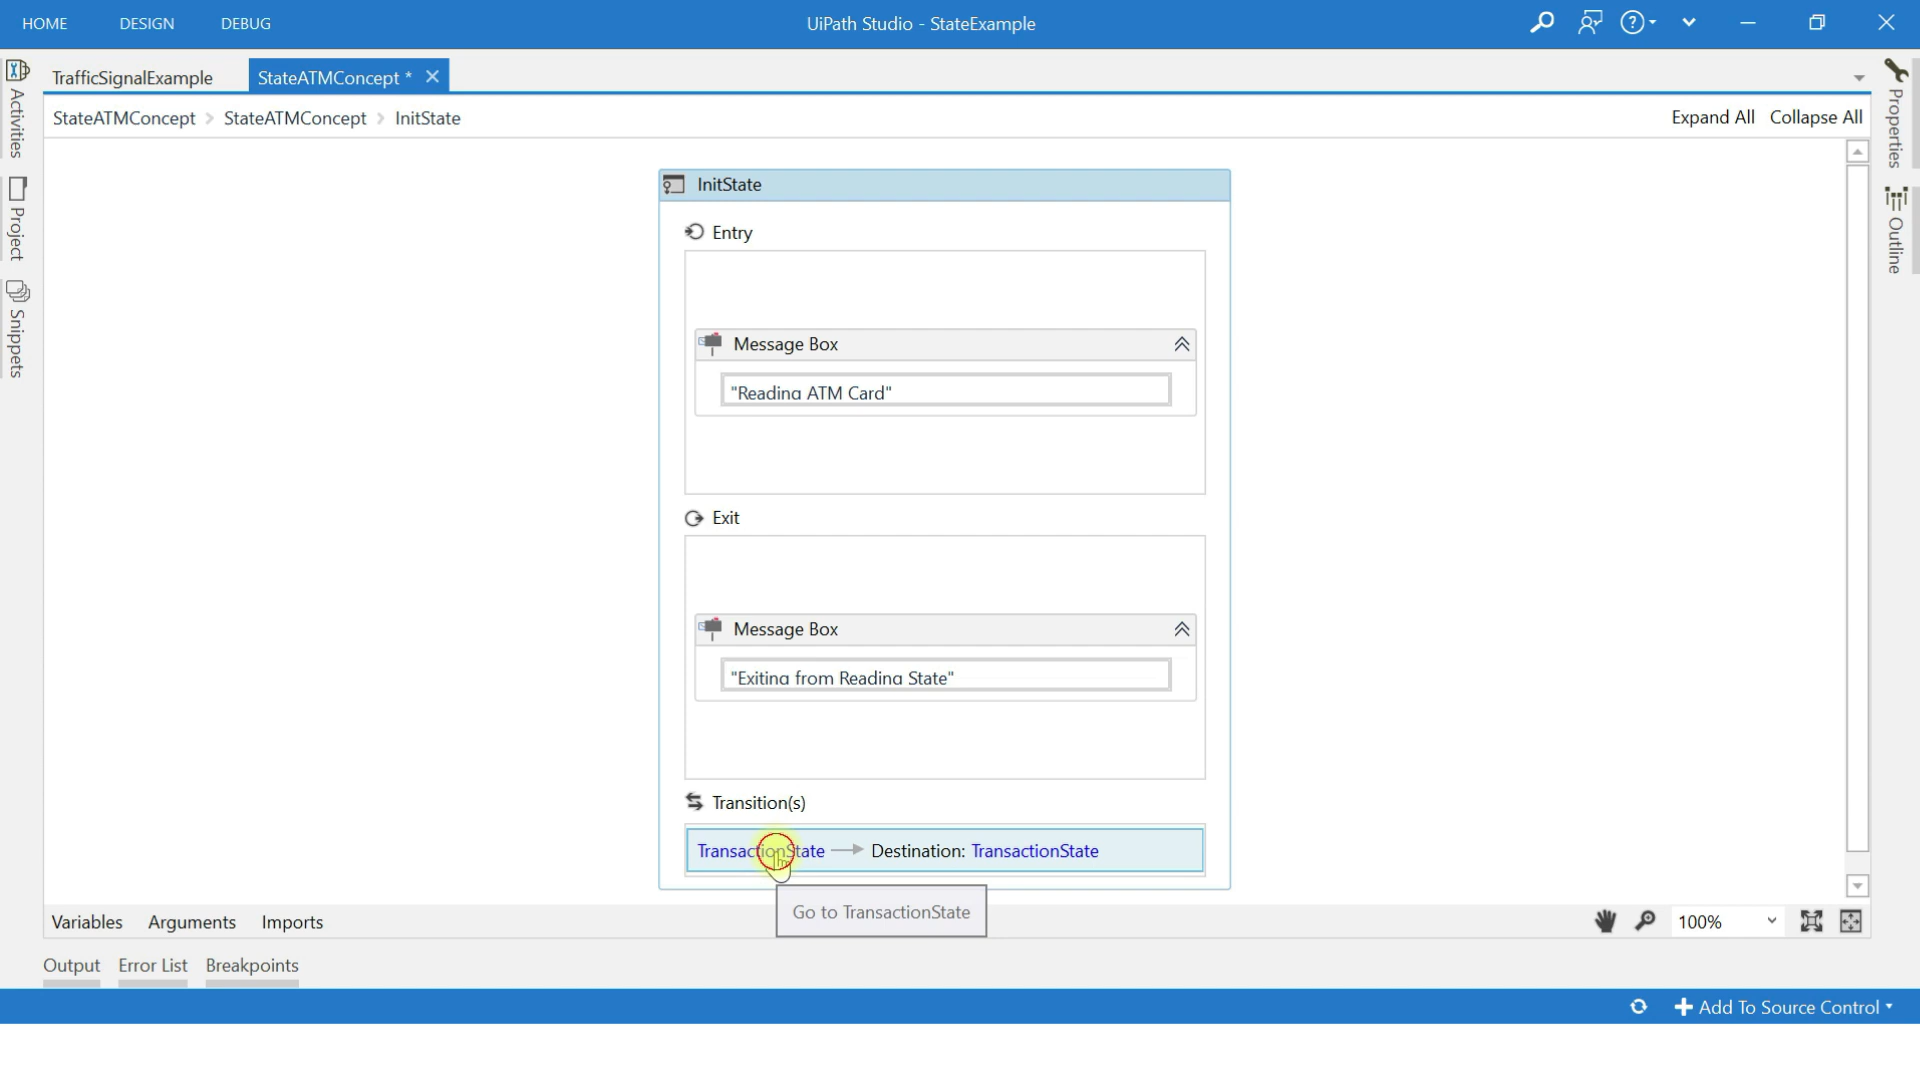 HOME DESIGN DEBUG UiPath Studio - StateExample
TrafficSignalExample StateATMConcept *
StateATMConcept StateATMConcept InitState Expand All Collapse All
Activities
Project
Snippets
Properties
Outline
InitState
Entry
Message Box
"Reading ATM Card"
Exit
Message Box
"Exiting from Reading State"
Transition(s)
TransactionState Destination: TransactionState
Go to TransactionState
Variables Arguments Imports 100%
Output Error List Breakpoints
Add To Source Control